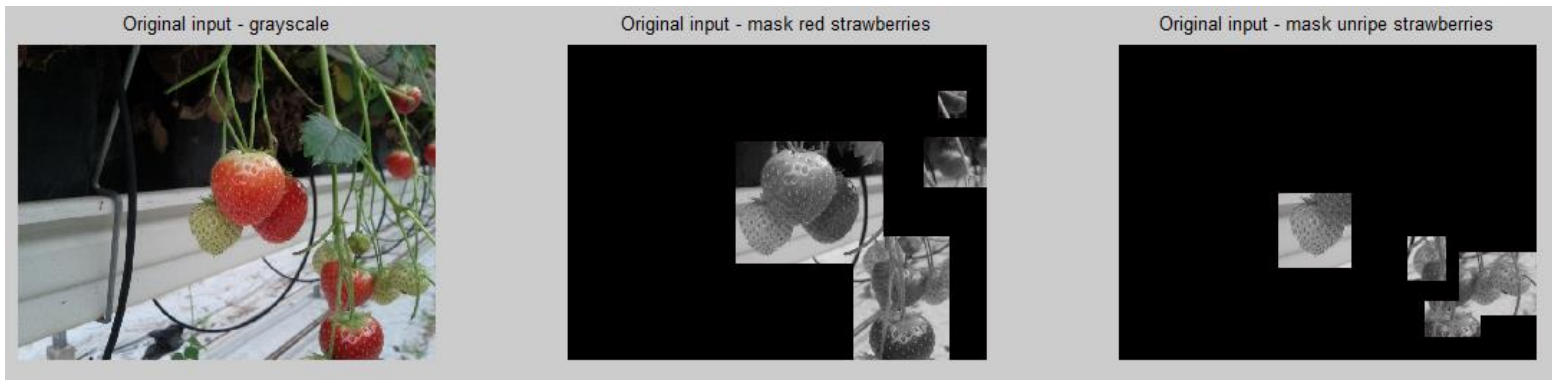 Original input - grayscale
Original input - mask red strawberries
Original input - mask unripe strawberries